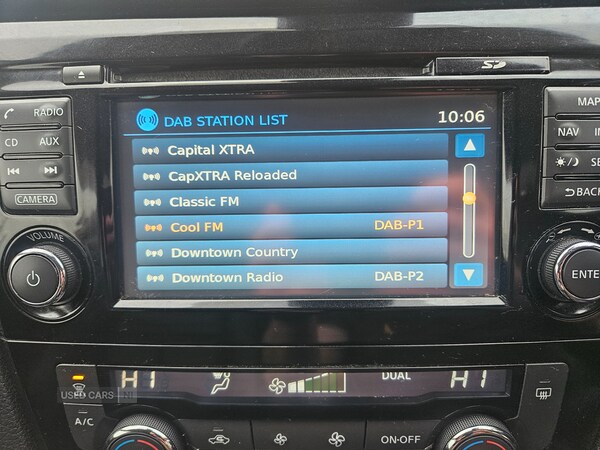 SD
RADIO
MAP
10:06
DAB STATION LIST
CD AUX
Capital XTRA
NAV
CapXTRA Reloaded
CAMERA
Classic FM
BACK
Cool FM DAB-P1
VOLUME
Downtown Country
ENTER
Downtown Radio DAB-P2
HI
DUAL
HI
USED CARS NI
A/C
ON·OFF